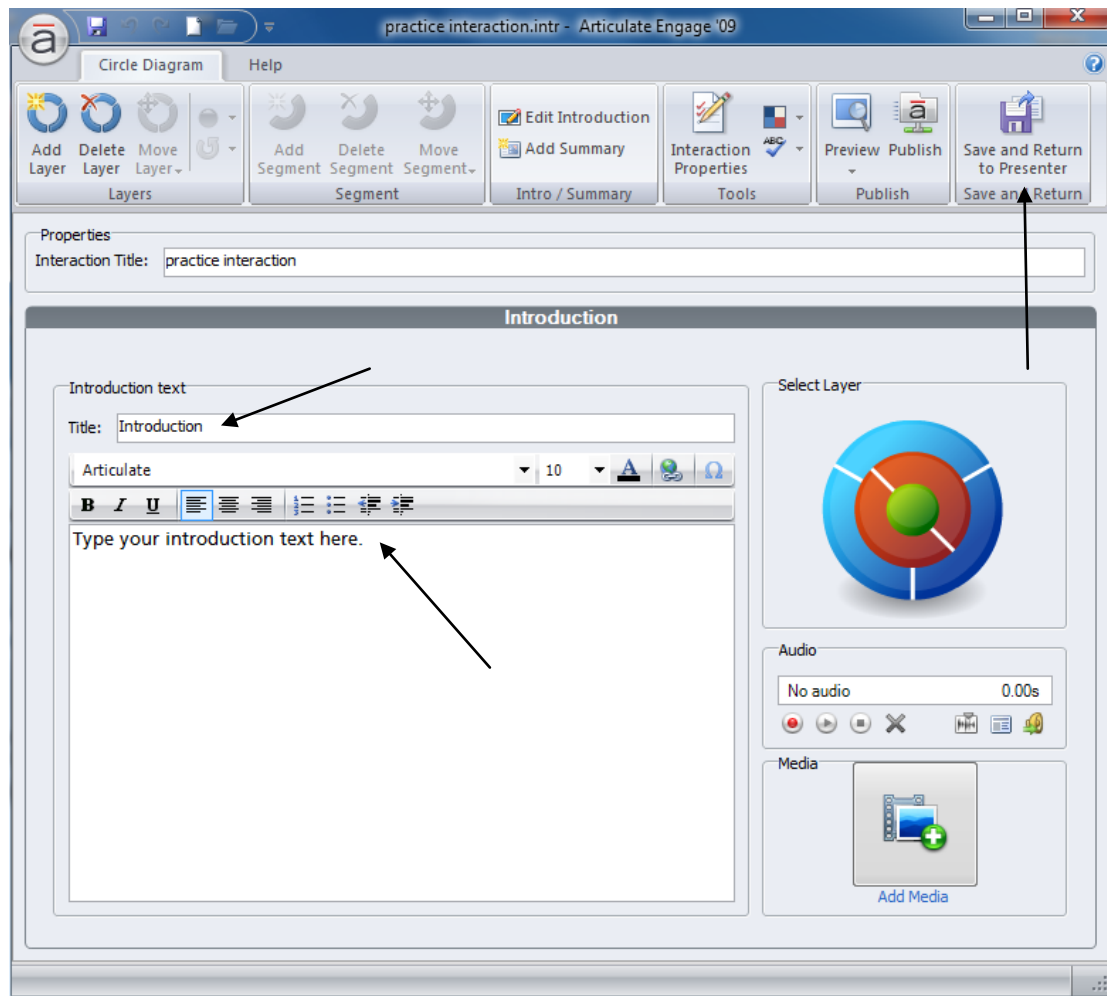 practice interaction.intr - Articulate Engage '09
Circle Diagram Help
Add Layer
Delete Layer
Move Layer
Add Segment
Delete Segment
Move Segment
Edit Introduction
Add Summary
Interaction Properties
ABC
Preview
Publish
Save and Return to Presenter
Layers Segment Intro / Summary Tools Publish Save and Return
Properties
Interaction Title: practice interaction
Introduction
Introduction text
Title: Introduction
Articulate 10 A Ω
B I U
Type your introduction text here.
Select Layer
Audio
No audio 0.00s
Media
Add Media